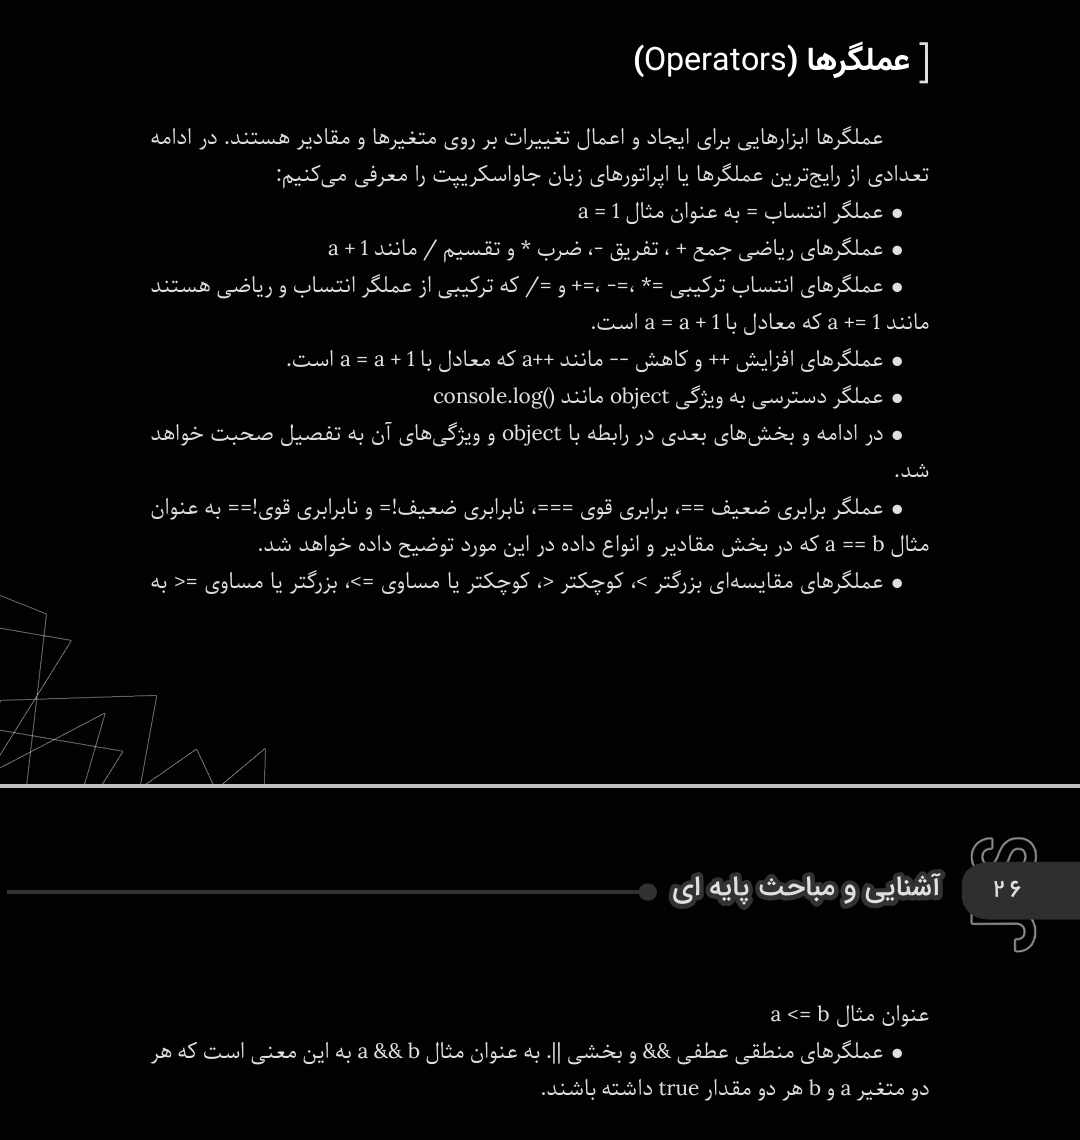 [ عملگرها (Operators)
عملگرها ابزارهایی برای ایجاد و اعمال تغییرات بر روی متغیرها و مقادیر هستند. در ادامه
تعدادی از رایج‌ترین عملگرها یا اپراتورهای زبان جاواسکریپت را معرفی می‌کنیم:
● عملگر انتساب = به عنوان مثال a = 1
● عملگرهای ریاضی جمع + ، تفریق -، ضرب * و تقسیم / مانند a + 1
● عملگرهای انتساب ترکیبی =* ،=- ،=+ و =/ که ترکیبی از عملگر انتساب و ریاضی هستند
مانند a += 1 که معادل با a = a + 1 است.
● عملگرهای افزایش ++ و کاهش -- مانند a++ که معادل با a = a + 1 است.
● عملگر دسترسی به ویژگی object مانند console.log()
● در ادامه و بخش‌های بعدی در رابطه با object و ویژگی‌های آن به تفصیل صحبت خواهد
شد.
● عملگر برابری ضعیف ==، برابری قوی ===، نابرابری ضعیف!= و نابرابری قوی!== به عنوان
مثال a == b که در بخش مقادیر و انواع داده در این مورد توضیح داده خواهد شد.
● عملگرهای مقایسه‌ای بزرگتر >، کوچکتر <، کوچکتر یا مساوی =>، بزرگتر یا مساوی =< به
JS
۲۶
آشنایی و مباحث پایه ای
عنوان مثال a <= b
● عملگرهای منطقی عطفی && و بخشی ||. به عنوان مثال a && b به این معنی است که هر
دو متغیر a و b هر دو مقدار true داشته باشند.